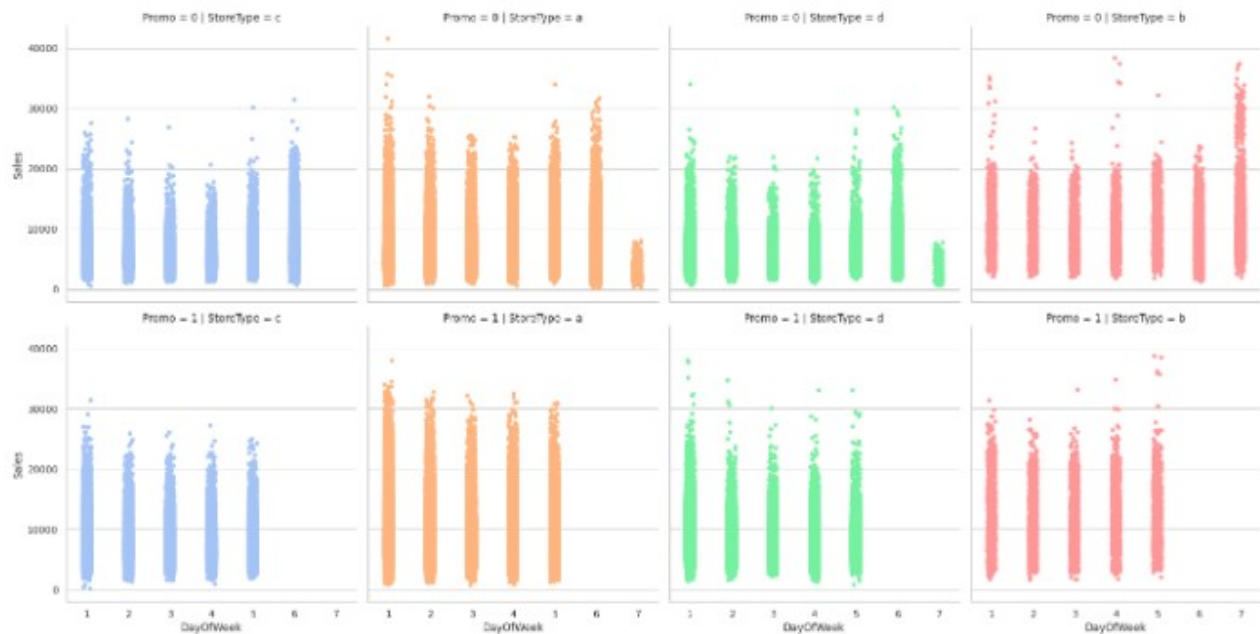 Promo = 0 | StoreType = c
Promo = 0 | StoreType = a
Promo = 0 | StoreType = d
Promo = 0 | StoreType = b
40000
30000
20000
10000
0
Sales
Promo = 1 | StoreType = c
Promo = 1 | StoreType = a
Promo = 1 | StoreType = d
Promo = 1 | StoreType = b
40000
30000
20000
10000
0
Sales
1 2 3 4 5 6 7
1 2 3 4 5 6 7
1 2 3 4 5 6 7
1 2 3 4 5 6 7
DayOfWeek
DayOfWeek
DayOfWeek
DayOfWeek